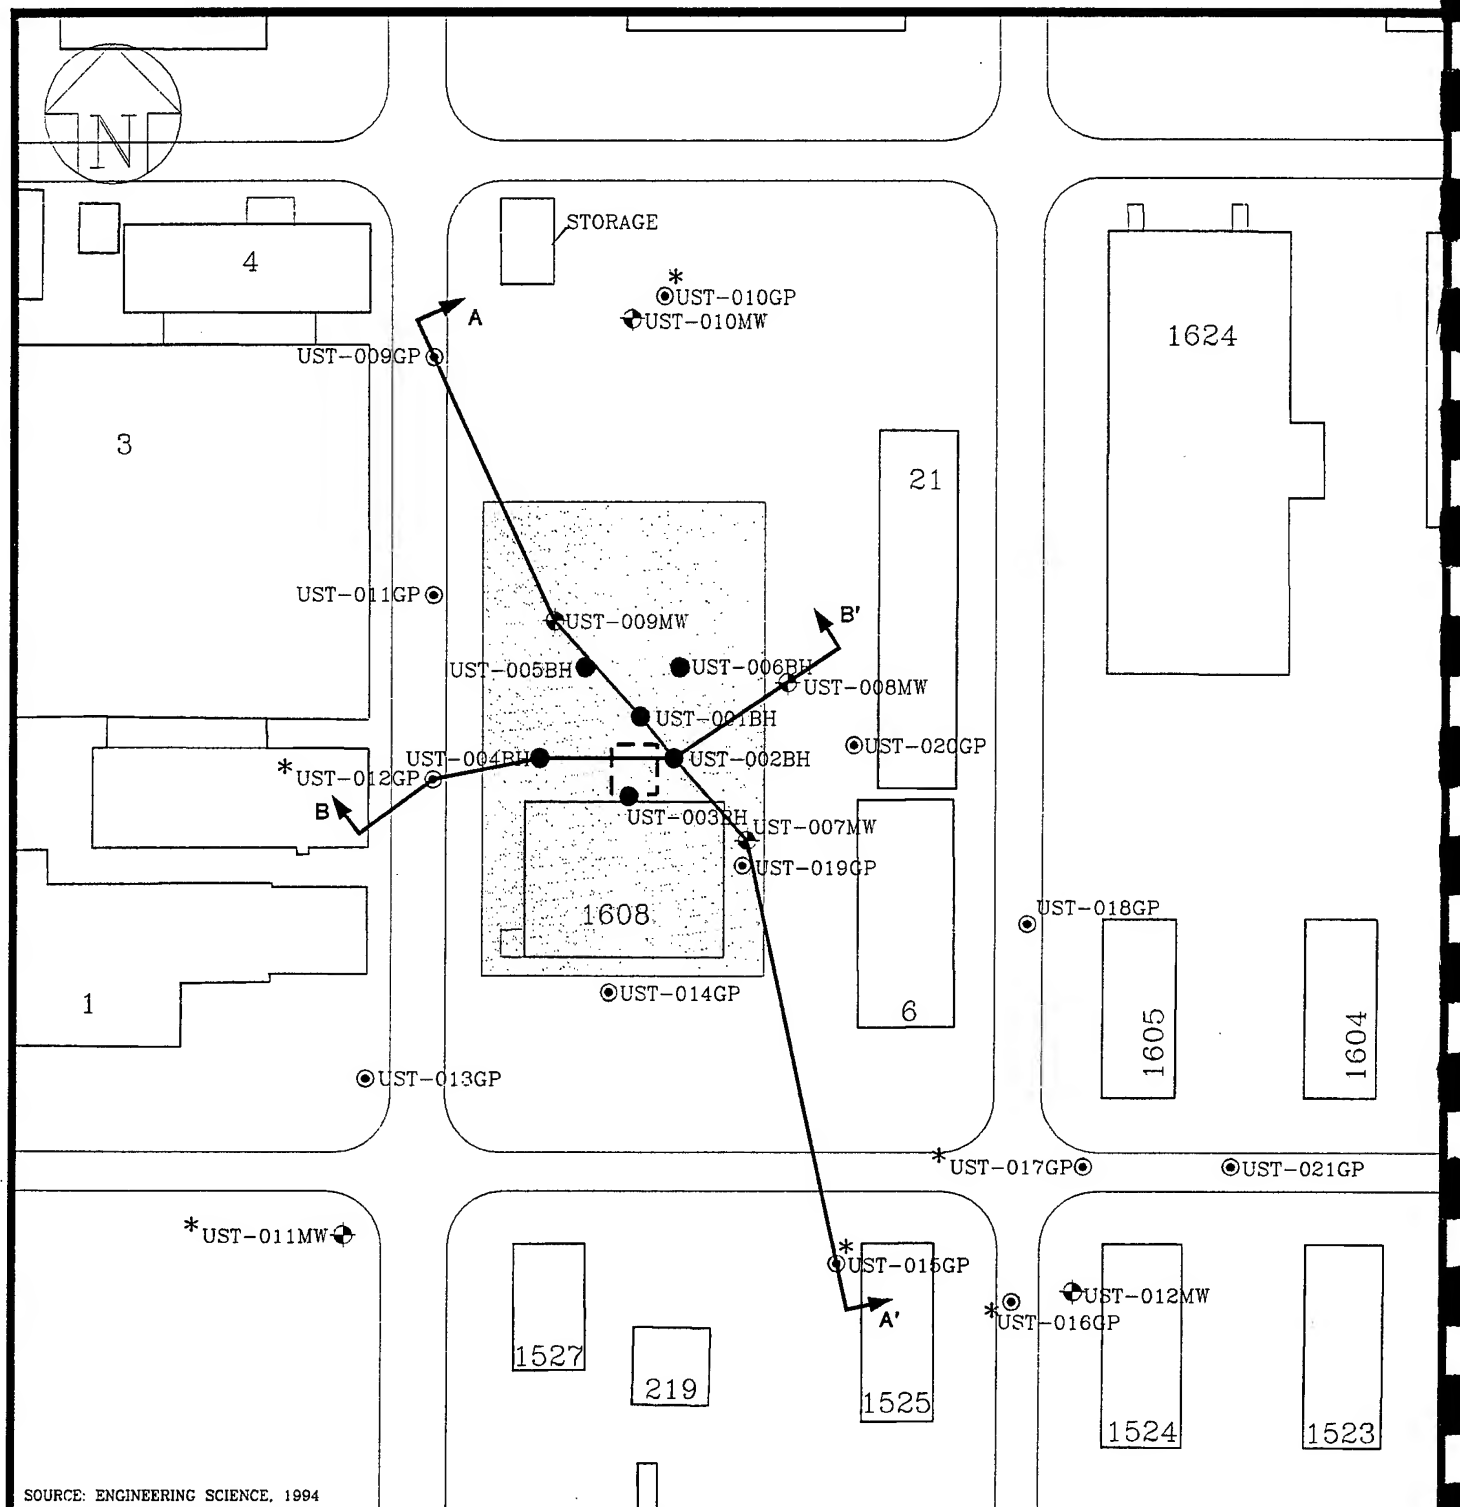 N
STORAGE
4
*
UST-010GP
A
UST-010MW
1624
UST-009GP
3
21
UST-011GP
B'
UST-009MW
UST-005BH
UST-006BH
UST-008MW
UST-001BH
UST-020GP
UST-004BH
UST-002BH
*
UST-012GP
B
UST-003BH
UST-007MW
UST-019GP
UST-018GP
1608
UST-014GP
1
6
1605
1604
UST-013GP
*UST-017GP
UST-021GP
*UST-011MW
*
UST-015GP
UST-012MW
A'
*UST-016GP
1527
219
1525
1524
1523
SOURCE: ENGINEERING SCIENCE, 1994